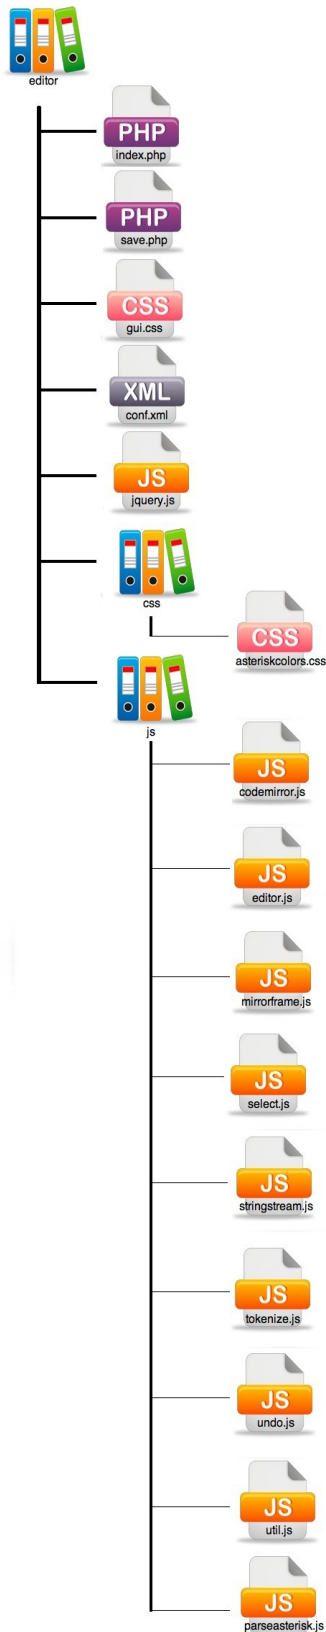 editor
PHP
index.php
PHP
save.php
CSS
gui.css
XML
conf.xml
JS
jquery.js
css
CSS
asteriskcolors.css
js
JS
codemirror.js
JS
editor.js
JS
mirrorframe.js
JS
select.js
JS
stringstream.js
JS
tokenize.js
JS
undo.js
JS
util.js
JS
parseasterisk.js